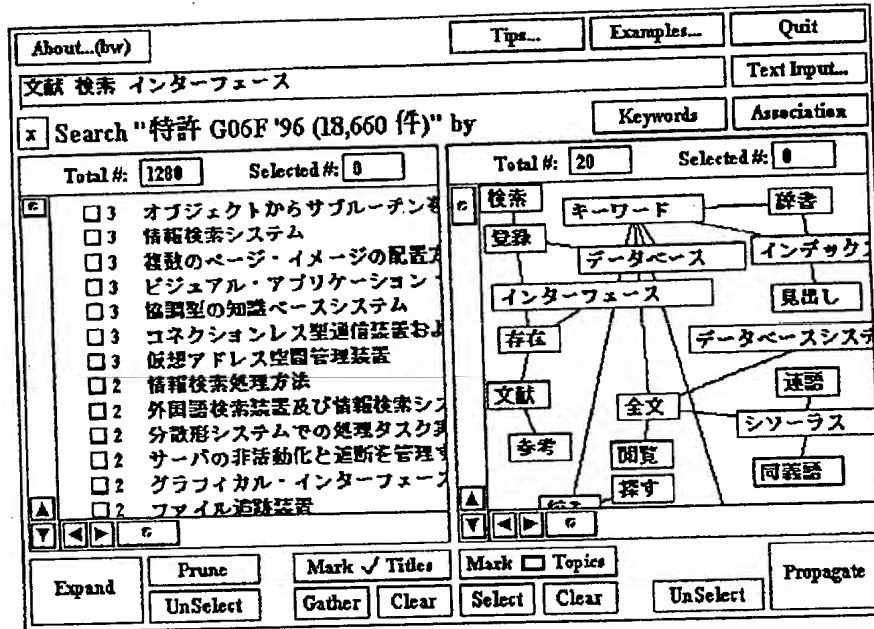 About...(bw)
Tips...
Examples...
Quit
文献 検索 インターフェース
Text Input...
x Search "特許 G06F '96 (18,660 件)" by
Keywords
Association
Total #: 1280 Selected #: 0
Total #: 20 Selected #: 0
3 オブジェクトからサブルーチンを
3 情報検索システム
3 複数のページ・イメージの配置方
3 ビジュアル・アプリケーション
3 協調型の知識ベースシステム
3 コネクションレス型通信装置およ
3 仮想アドレス空間管理装置
2 情報検索処理方法
2 外国語検索装置及び情報検索シス
2 分散形システムでの処理タスク実
2 サーバの非活動化と遮断を管理す
2 グラフィカル・インターフェース
2 ファイル追跡装置
検索
キーワード
辞書
登録
データベース
インデックス
インターフェース
見出し
存在
データベースシステ
連語
文献
全文
シソーラス
参考
閲覧
同義語
探す
Expand
Prune
Mark ✓ Titles
Mark □ Topics
Propagate
UnSelect
Gather
Clear
Select
Clear
UnSelect